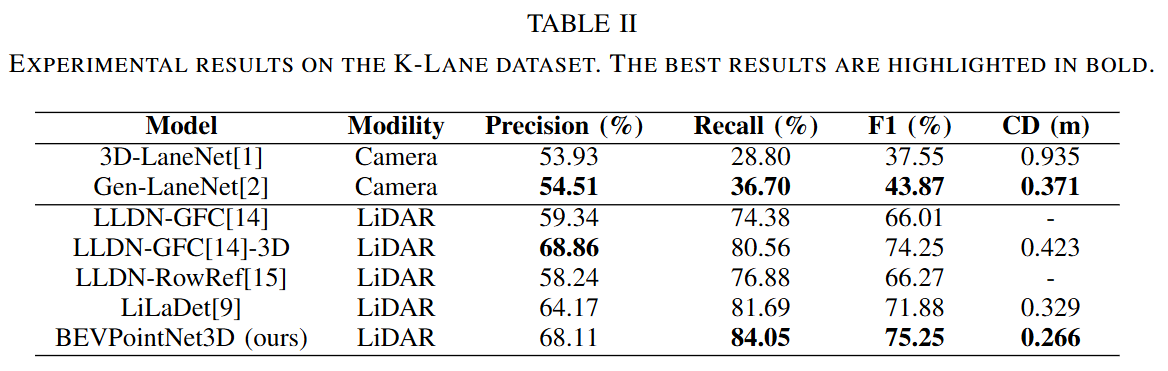 TABLE II
EXPERIMENTAL RESULTS ON THE K-LANE DATASET. THE BEST RESULTS ARE HIGHLIGHTED IN BOLD.
Model Modility Precision (%) Recall (%) F1 (%) CD (m)
3D-LaneNet[1] Camera 53.93 28.80 37.55 0.935
Gen-LaneNet[2] Camera 54.51 36.70 43.87 0.371
LLDN-GFC[14] LiDAR 59.34 74.38 66.01 -
LLDN-GFC[14]-3D LiDAR 68.86 80.56 74.25 0.423
LLDN-RowRef[15] LiDAR 58.24 76.88 66.27 -
LiLaDet[9] LiDAR 64.17 81.69 71.88 0.329
BEVPointNet3D (ours) LiDAR 68.11 84.05 75.25 0.266